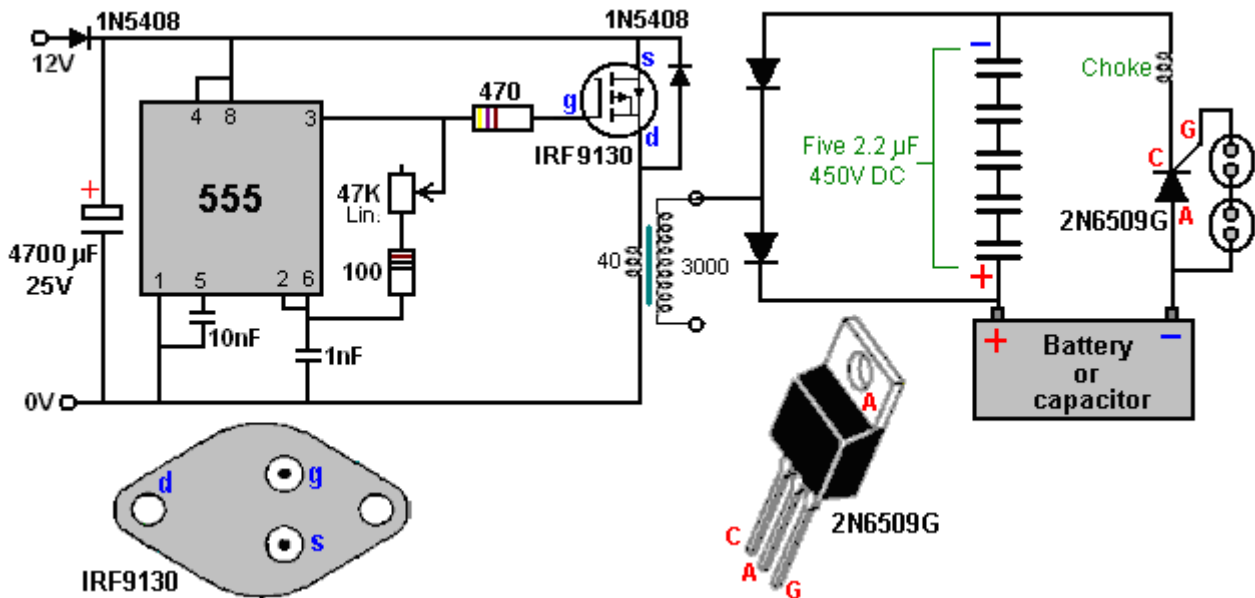 1N5408
12V
1N5408
s
g
d
IRF9130
470
4 8 3
555
1 5 2 6
+
4700 µF
25V
47K
Lin.
100
10nF
1nF
0V
40
3000
−
Five 2.2 µF
450V DC
+
Choke
G
C
A
2N6509G
+
−
Battery
or
capacitor
d
g
s
IRF9130
A
2N6509G
C
A
G